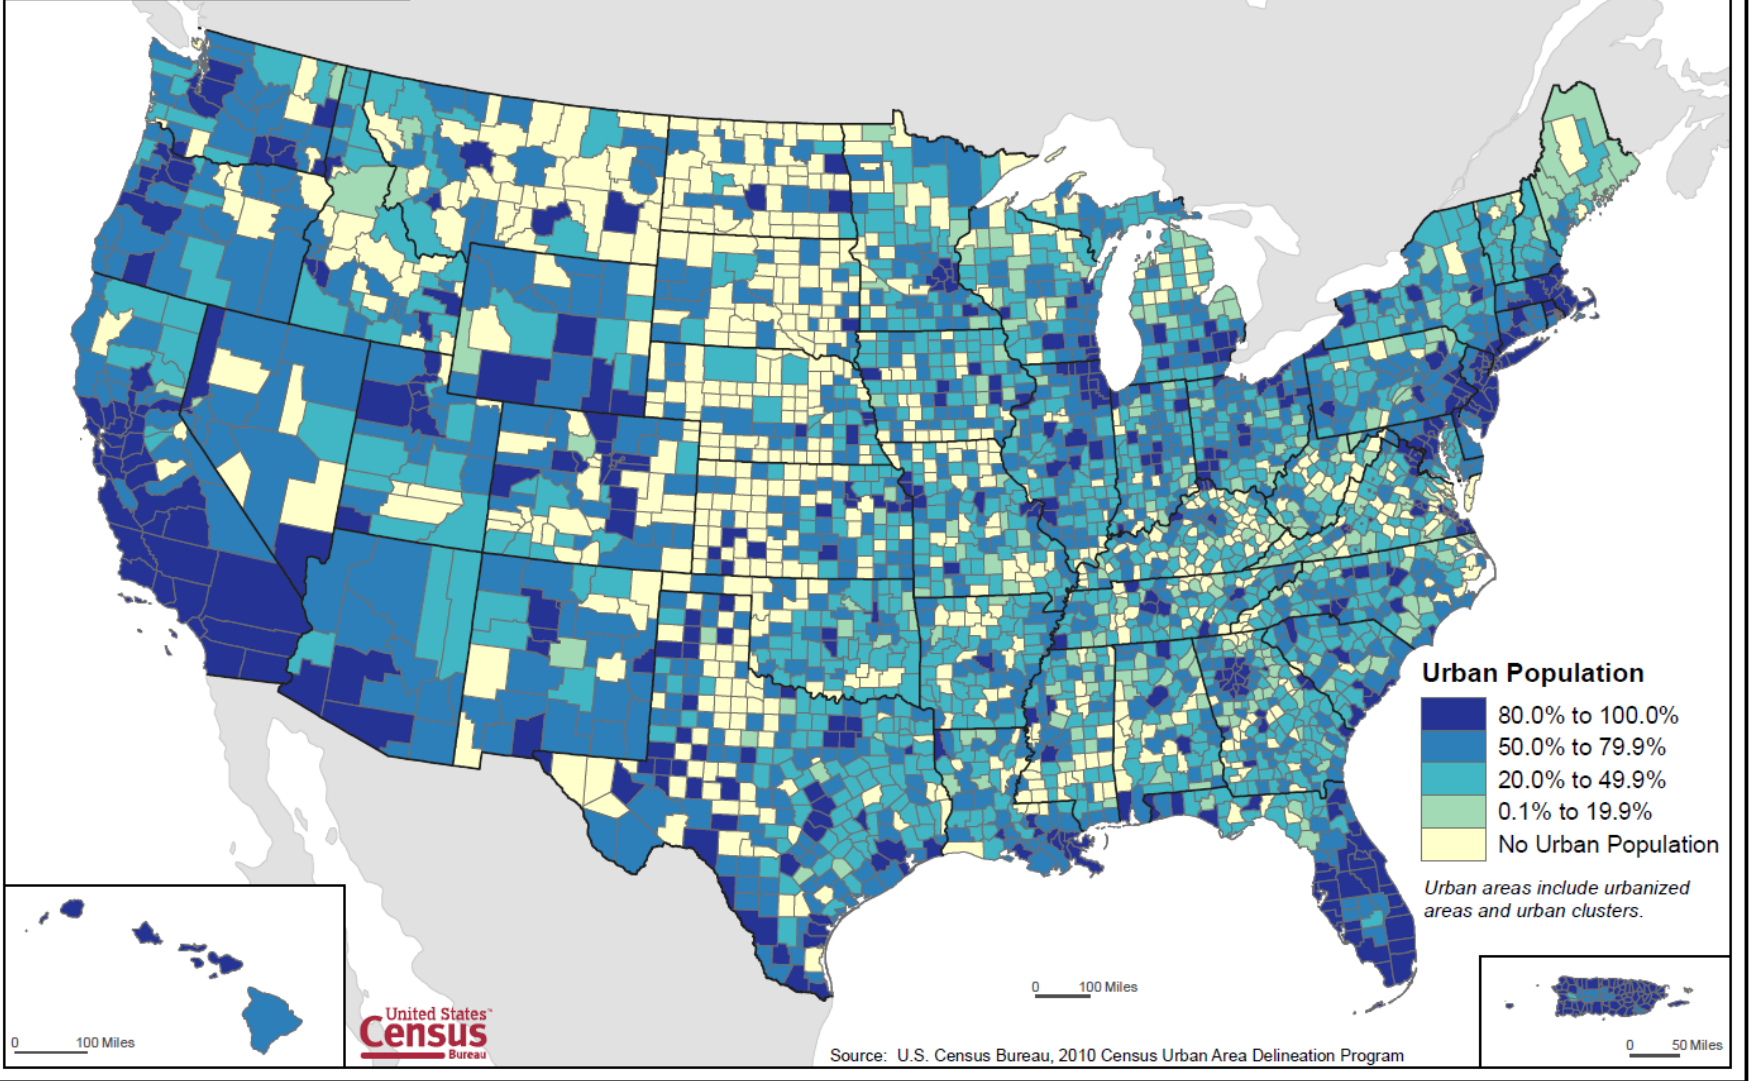 Urban Population
80.0% to 100.0%
50.0% to 79.9%
20.0% to 49.9%
0.1% to 19.9%
No Urban Population
Urban areas include urbanized
areas and urban clusters.
0 100 Miles
0 100 Miles
United States™
Census
Bureau
Source: U.S. Census Bureau, 2010 Census Urban Area Delineation Program
0 50 Miles